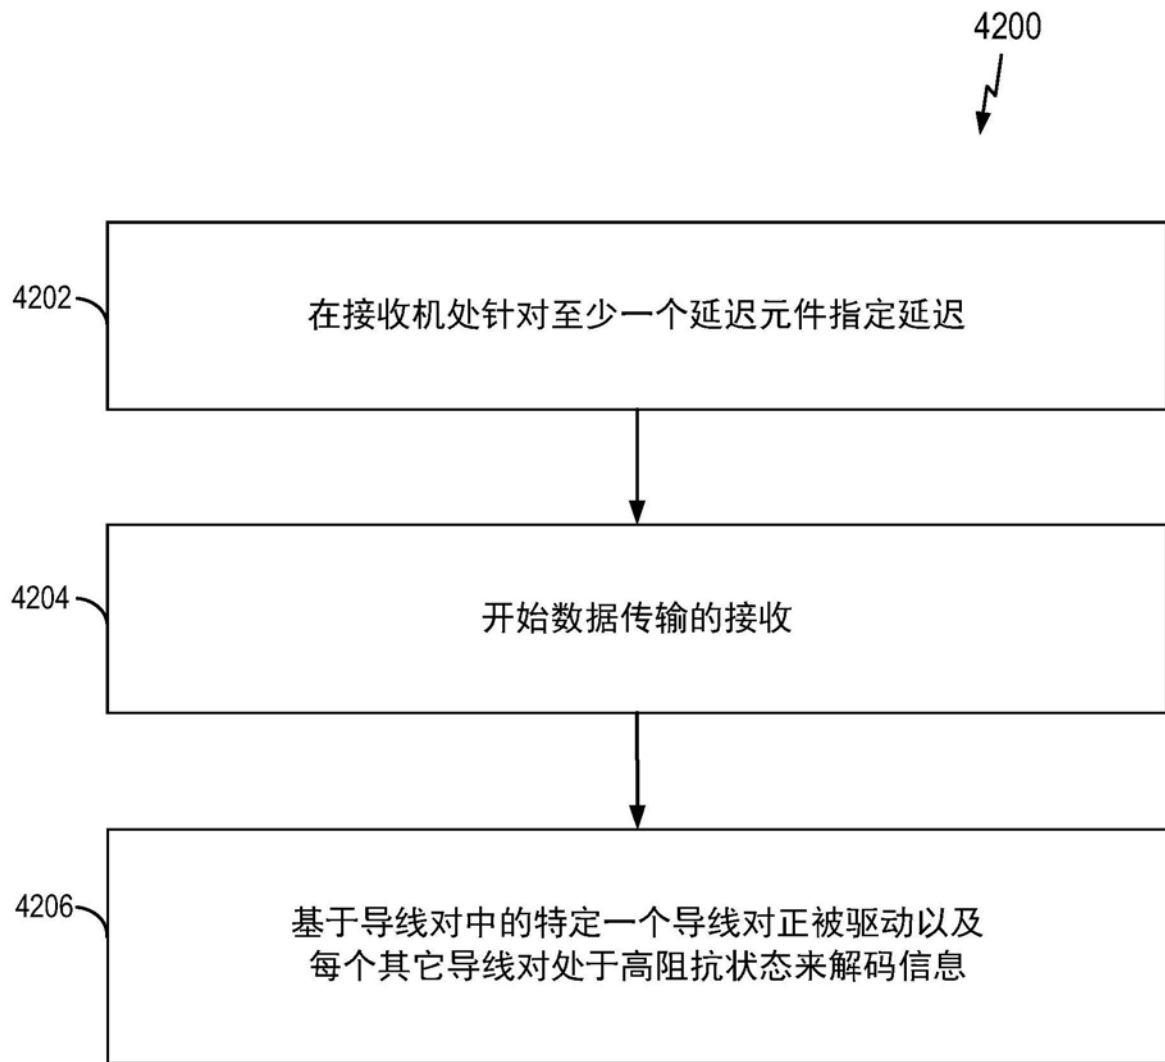 4200
4202
在接收机处针对至少一个延迟元件指定延迟
4204
开始数据传输的接收
4206
基于导线对中的特定一个导线对正被驱动以及
每个其它导线对处于高阻抗状态来解码信息